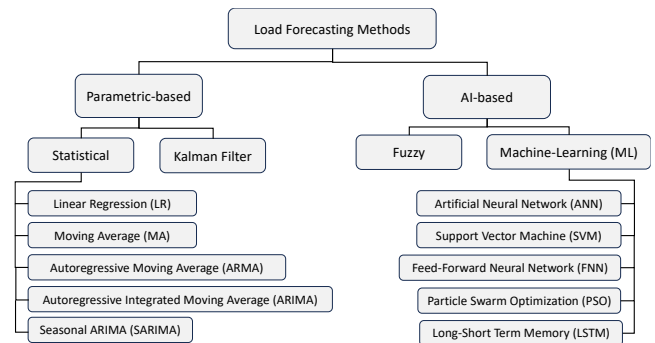 Load Forecasting Methods
Parametric-based
AI-based
Statistical
Kalman Filter
Fuzzy
Machine-Learning (ML)
Linear Regression (LR)
Moving Average (MA)
Autoregressive Moving Average (ARMA)
Autoregressive Integrated Moving Average (ARIMA)
Seasonal ARIMA (SARIMA)
Artificial Neural Network (ANN)
Support Vector Machine (SVM)
Feed-Forward Neural Network (FNN)
Particle Swarm Optimization (PSO)
Long-Short Term Memory (LSTM)